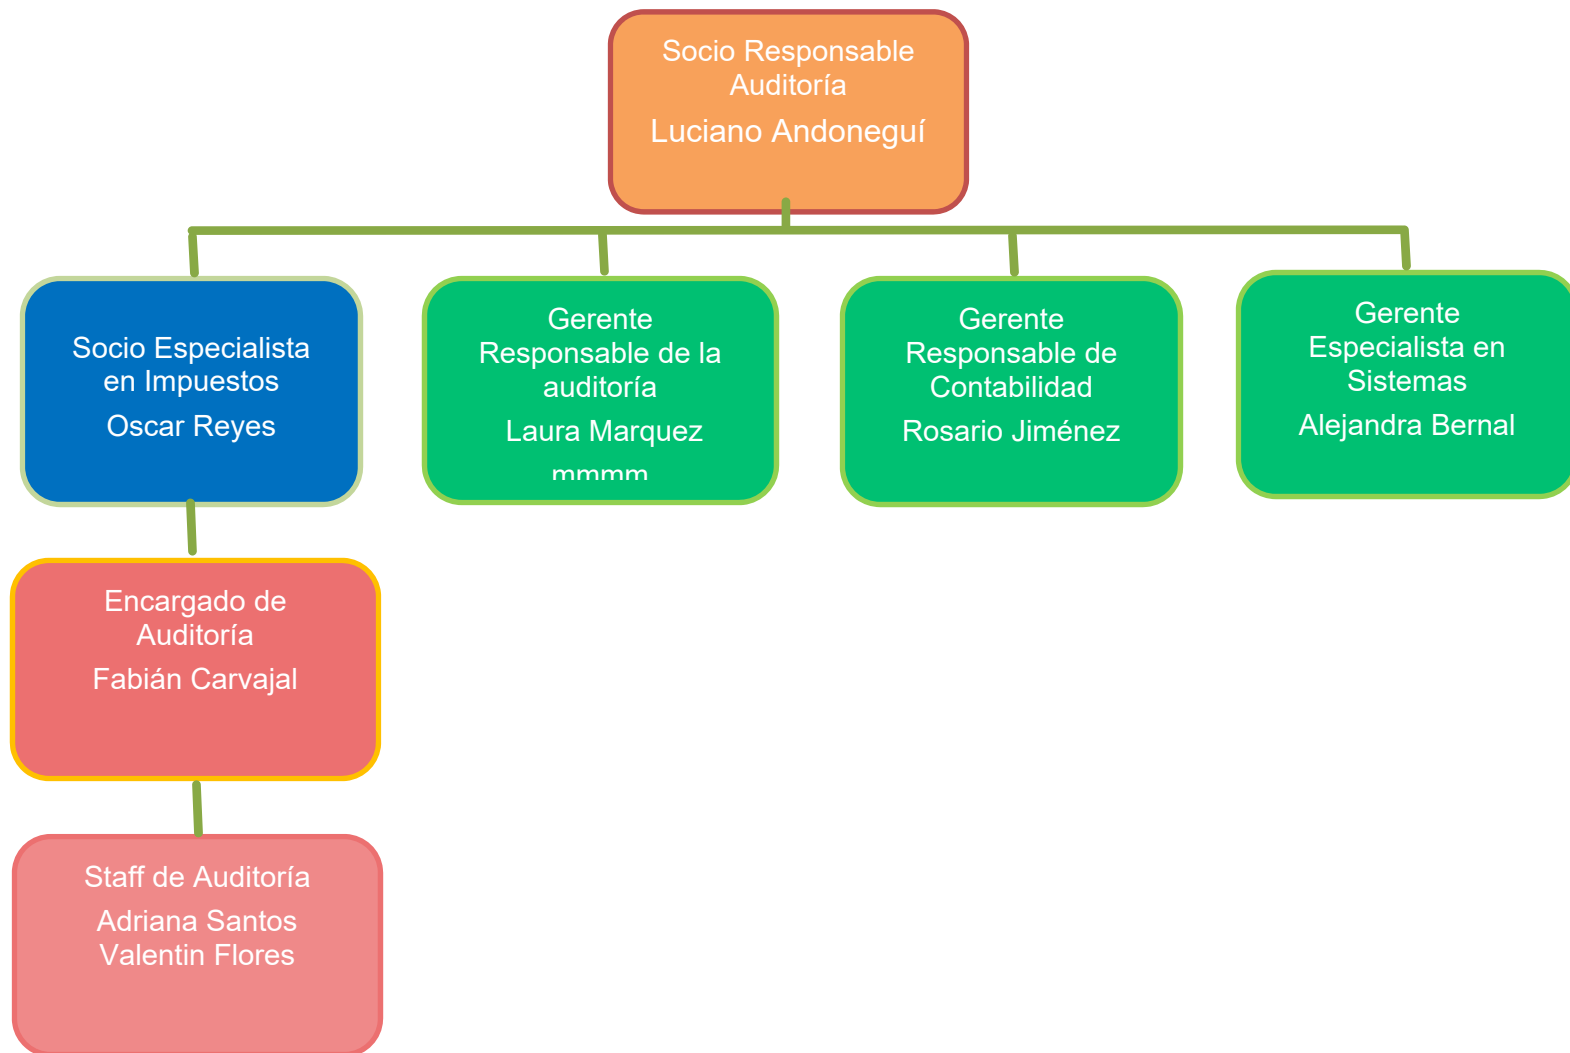 Socio Responsable
Auditoría
Luciano Andoneguí
Socio Especialista
en Impuestos
Oscar Reyes
Gerente
Responsable de la
auditoría
Laura Marquez
mmmm
Gerente
Responsable de
Contabilidad
Rosario Jiménez
Gerente
Especialista en
Sistemas
Alejandra Bernal
Encargado de
Auditoría
Fabián Carvajal
Staff de Auditoría
Adriana Santos
Valentin Flores